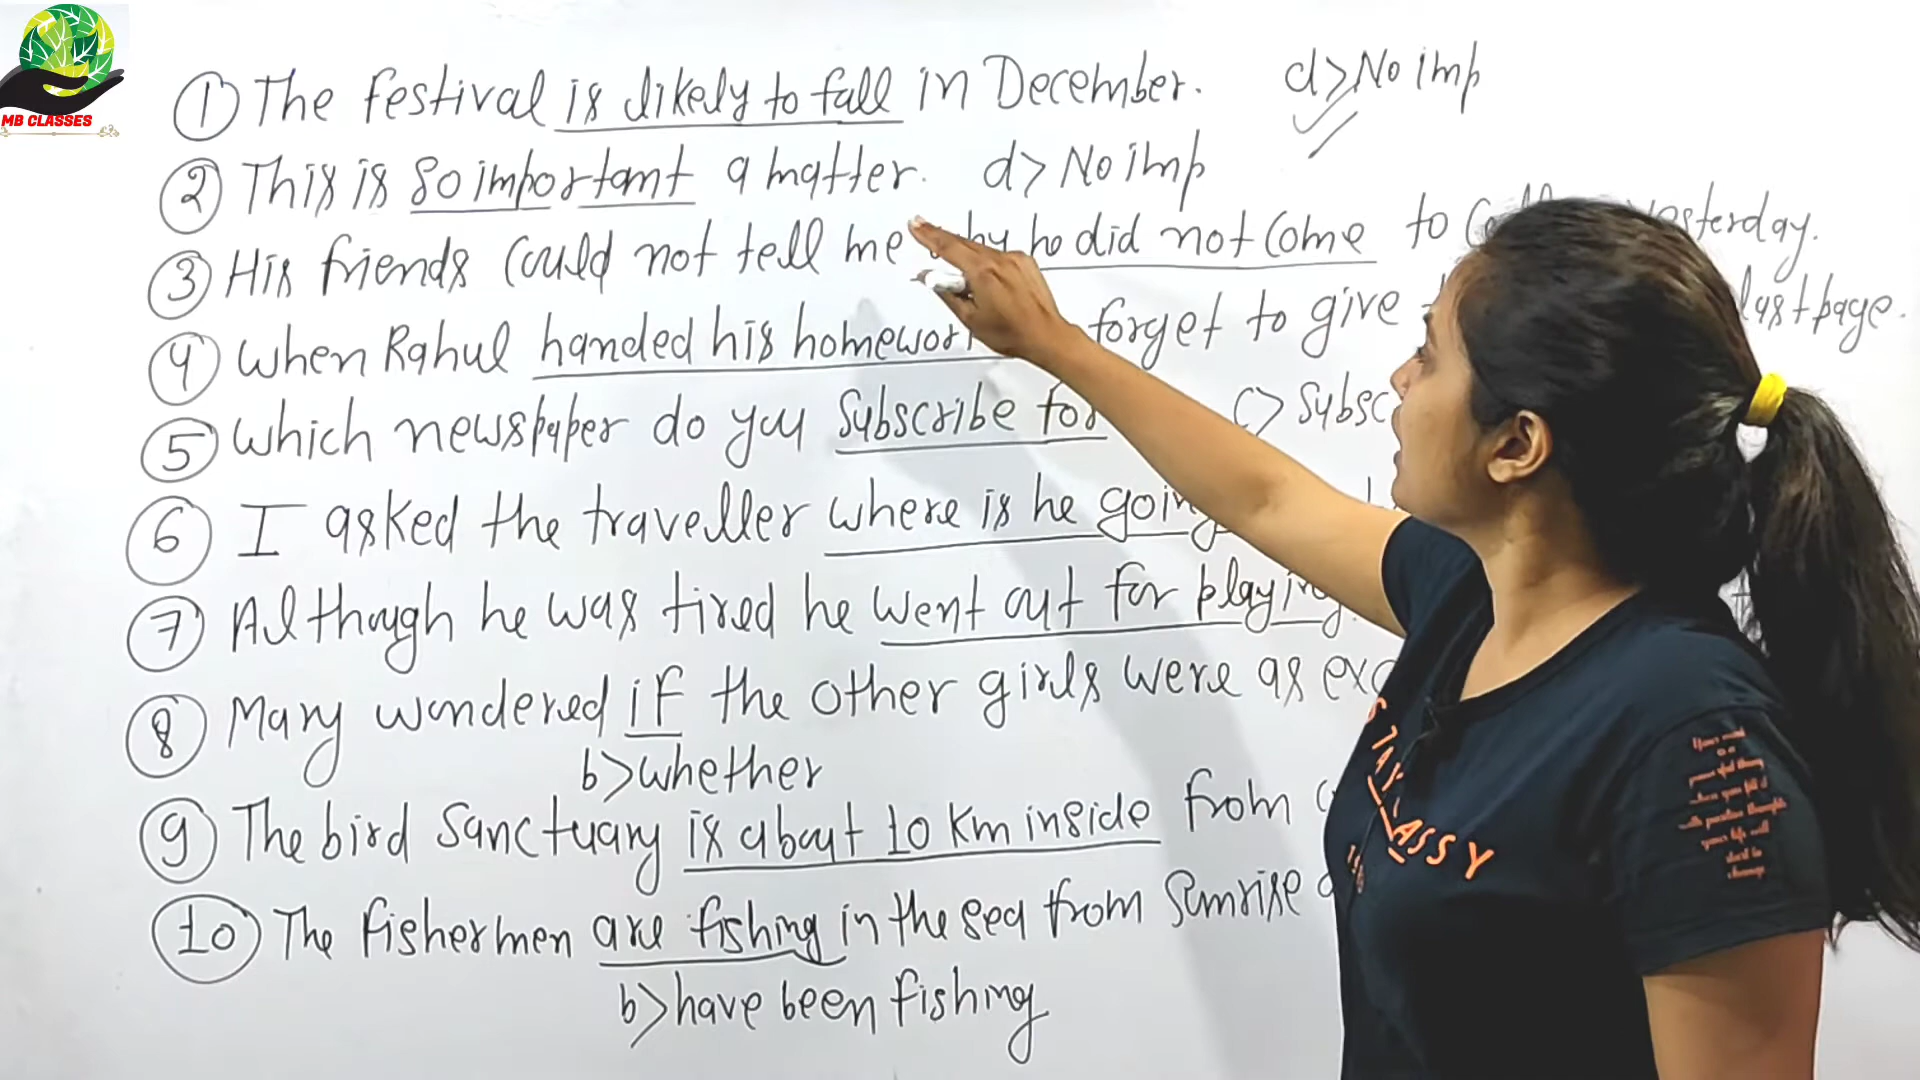 MB CLASSES
① The festival is likely to fall in December. d> No imp
② This is so important a matter. d> No imp
③ His friends could not tell me why he did not come to yesterday.
④ When Rahul handed his homework forget to give last page.
⑤ Which newspaper do you subscribe for c>
⑥ I asked the traveller where is he going
⑦ Although he was tired he went out for playing.
⑧ Mary wondered if the other girls were as
b> whether
⑨ The bird sanctuary is about 10 km inside from
⑩ The fishermen are fishing in the sea from sunrise
b> have been fishing
STAY
CLASSY